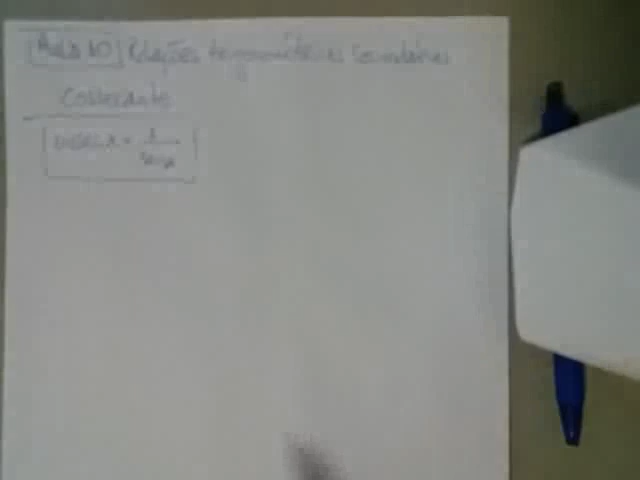 Aula 10 Relações trigonométricas secundárias
Cossecante
cossec x = 1
sen x